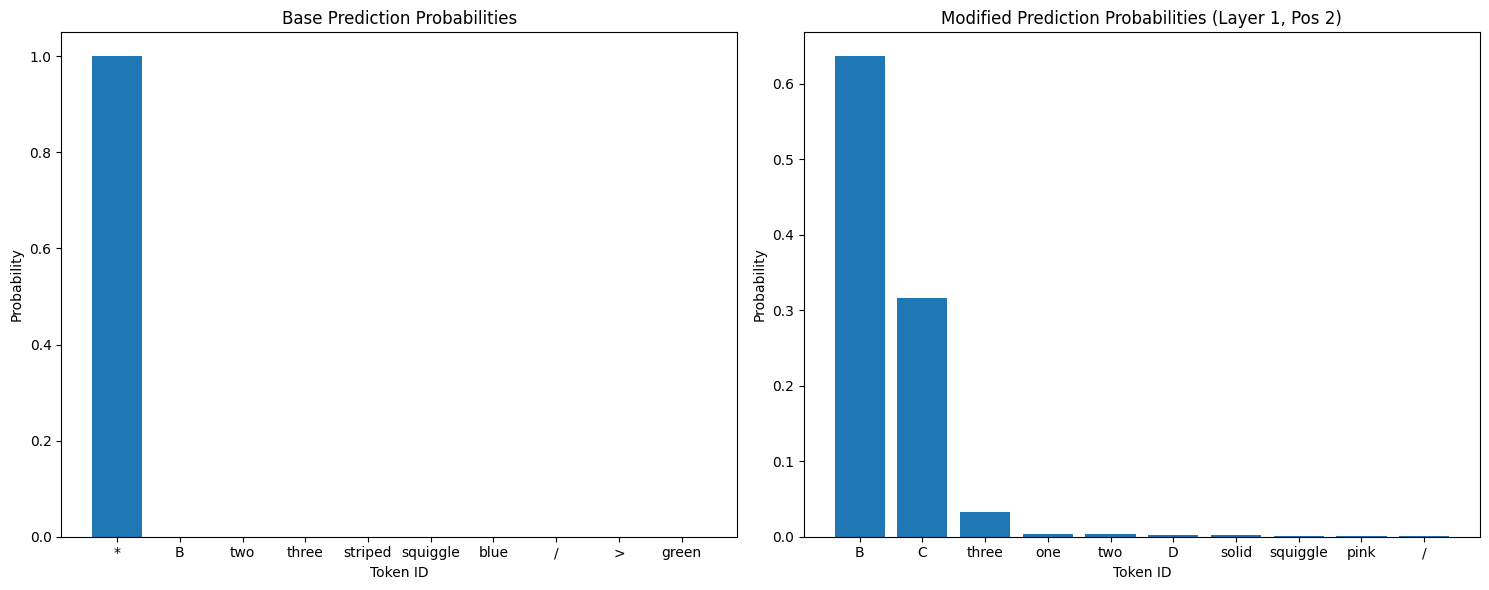 Base Prediction Probabilities
Probability
1.0
0.8
0.6
0.4
0.2
0.0
* B two three striped squiggle blue / > green
Token ID
Modified Prediction Probabilities (Layer 1, Pos 2)
Probability
0.6
0.5
0.4
0.3
0.2
0.1
0.0
B C three one two D solid squiggle pink /
Token ID